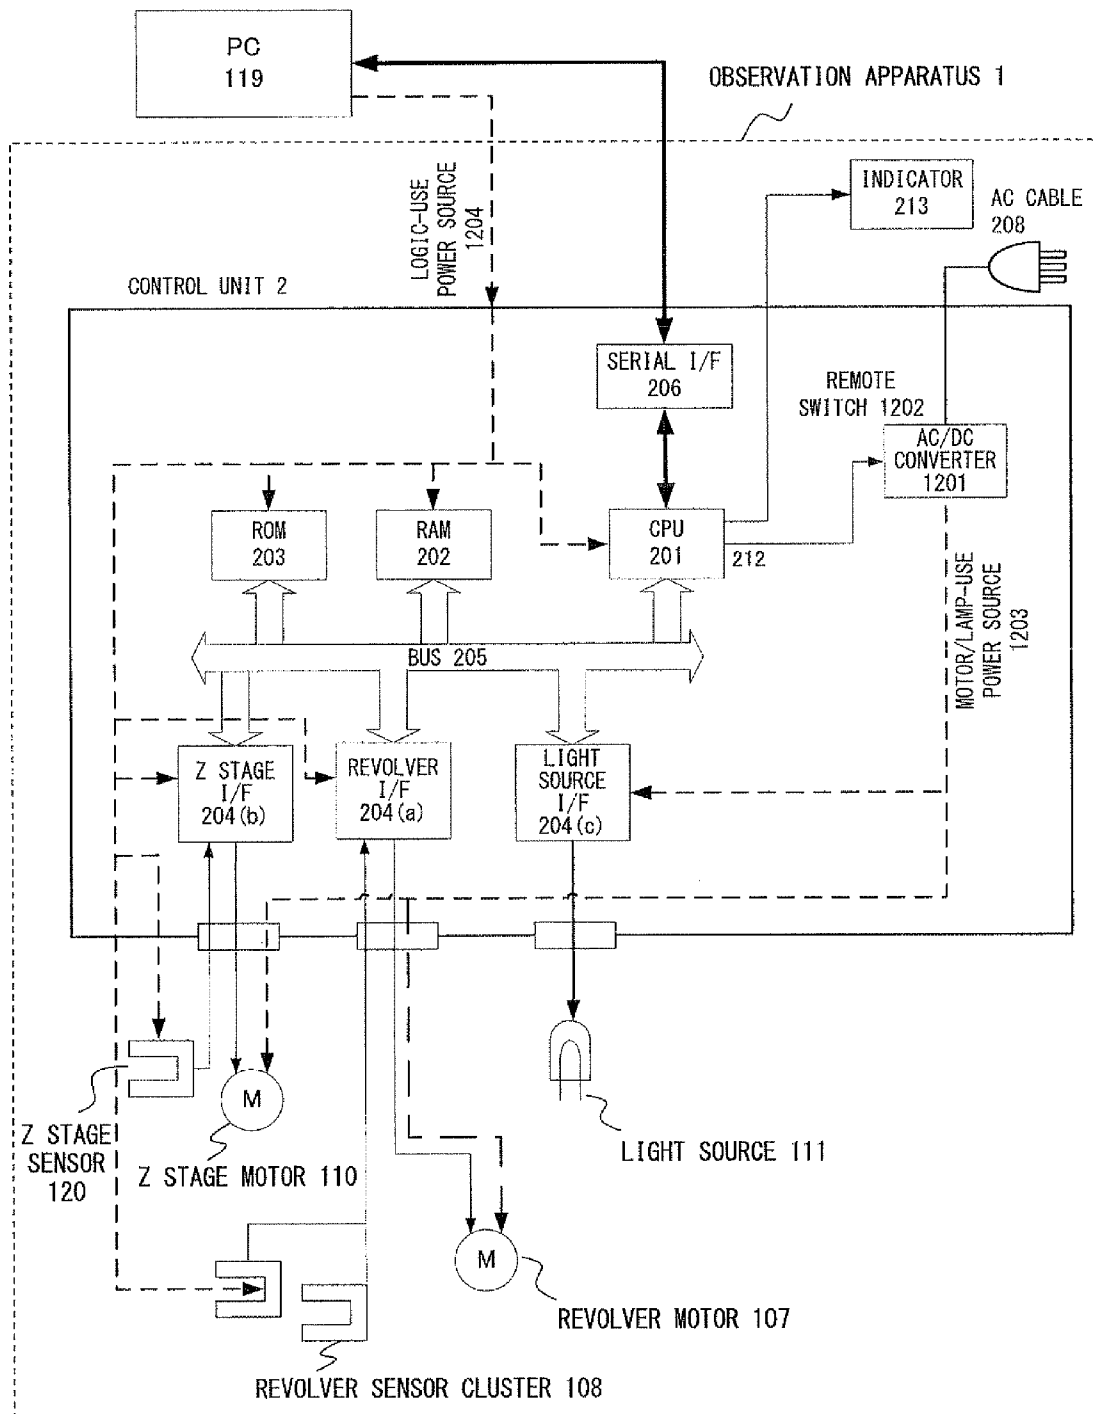 PC
119
OBSERVATION APPARATUS 1
LOGIC-USE
POWER SOURCE
1204
INDICATOR
213
AC CABLE
208
CONTROL UNIT 2
SERIAL I/F
206
REMOTE
SWITCH 1202
AC/DC
CONVERTER
1201
ROM
203
RAM
202
CPU
201
212
MOTOR/LAMP-USE
POWER SOURCE
1203
BUS 205
Z STAGE
I/F
204(b)
REVOLVER
I/F
204(a)
LIGHT
SOURCE
I/F
204(c)
Z STAGE
SENSOR
120
M
Z STAGE MOTOR 110
LIGHT SOURCE 111
M
REVOLVER MOTOR 107
REVOLVER SENSOR CLUSTER 108